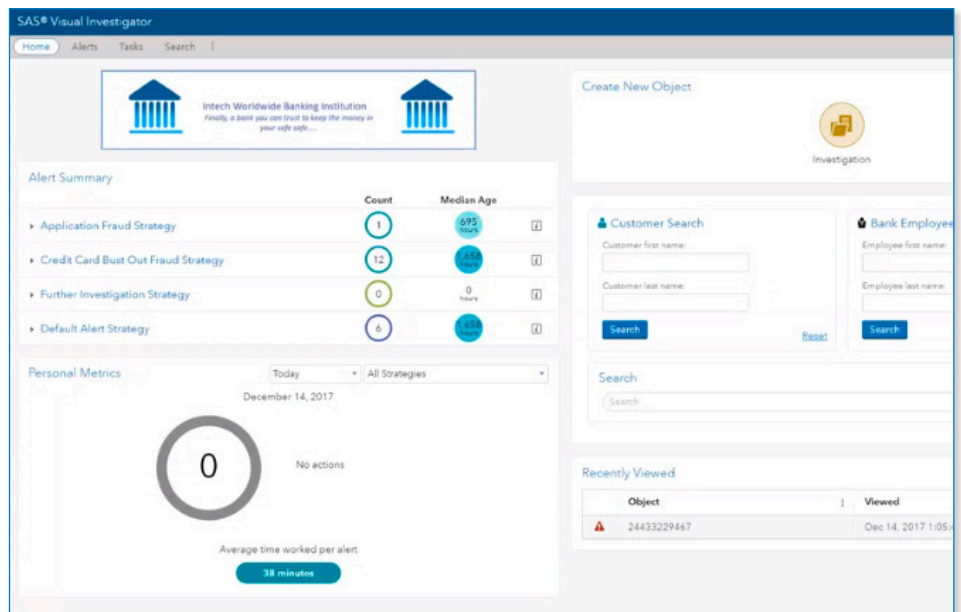 SAS® Visual Investigator
Home Alerts Tasks Search
Intech Worldwide Banking Institution
Finally, a bank you can trust to keep the money in
your safe safe....
Alert Summary
Count Median Age
Application Fraud Strategy 1 695 hours
Credit Card Bust Out Fraud Strategy 12 1,658 hours
Further Investigation Strategy 0 0 hours
Default Alert Strategy 6 1,658 hours
Personal Metrics Today All Strategies
December 14, 2017
0 No actions
Average time worked per alert
38 minutes
Create New Object
Investigation
Customer Search
Customer first name:
Customer last name:
Search Reset
Bank Employee
Employee first name:
Employee last name:
Search
Search
Search
Recently Viewed
Object Viewed
24433229467 Dec 14, 2017 1:05: